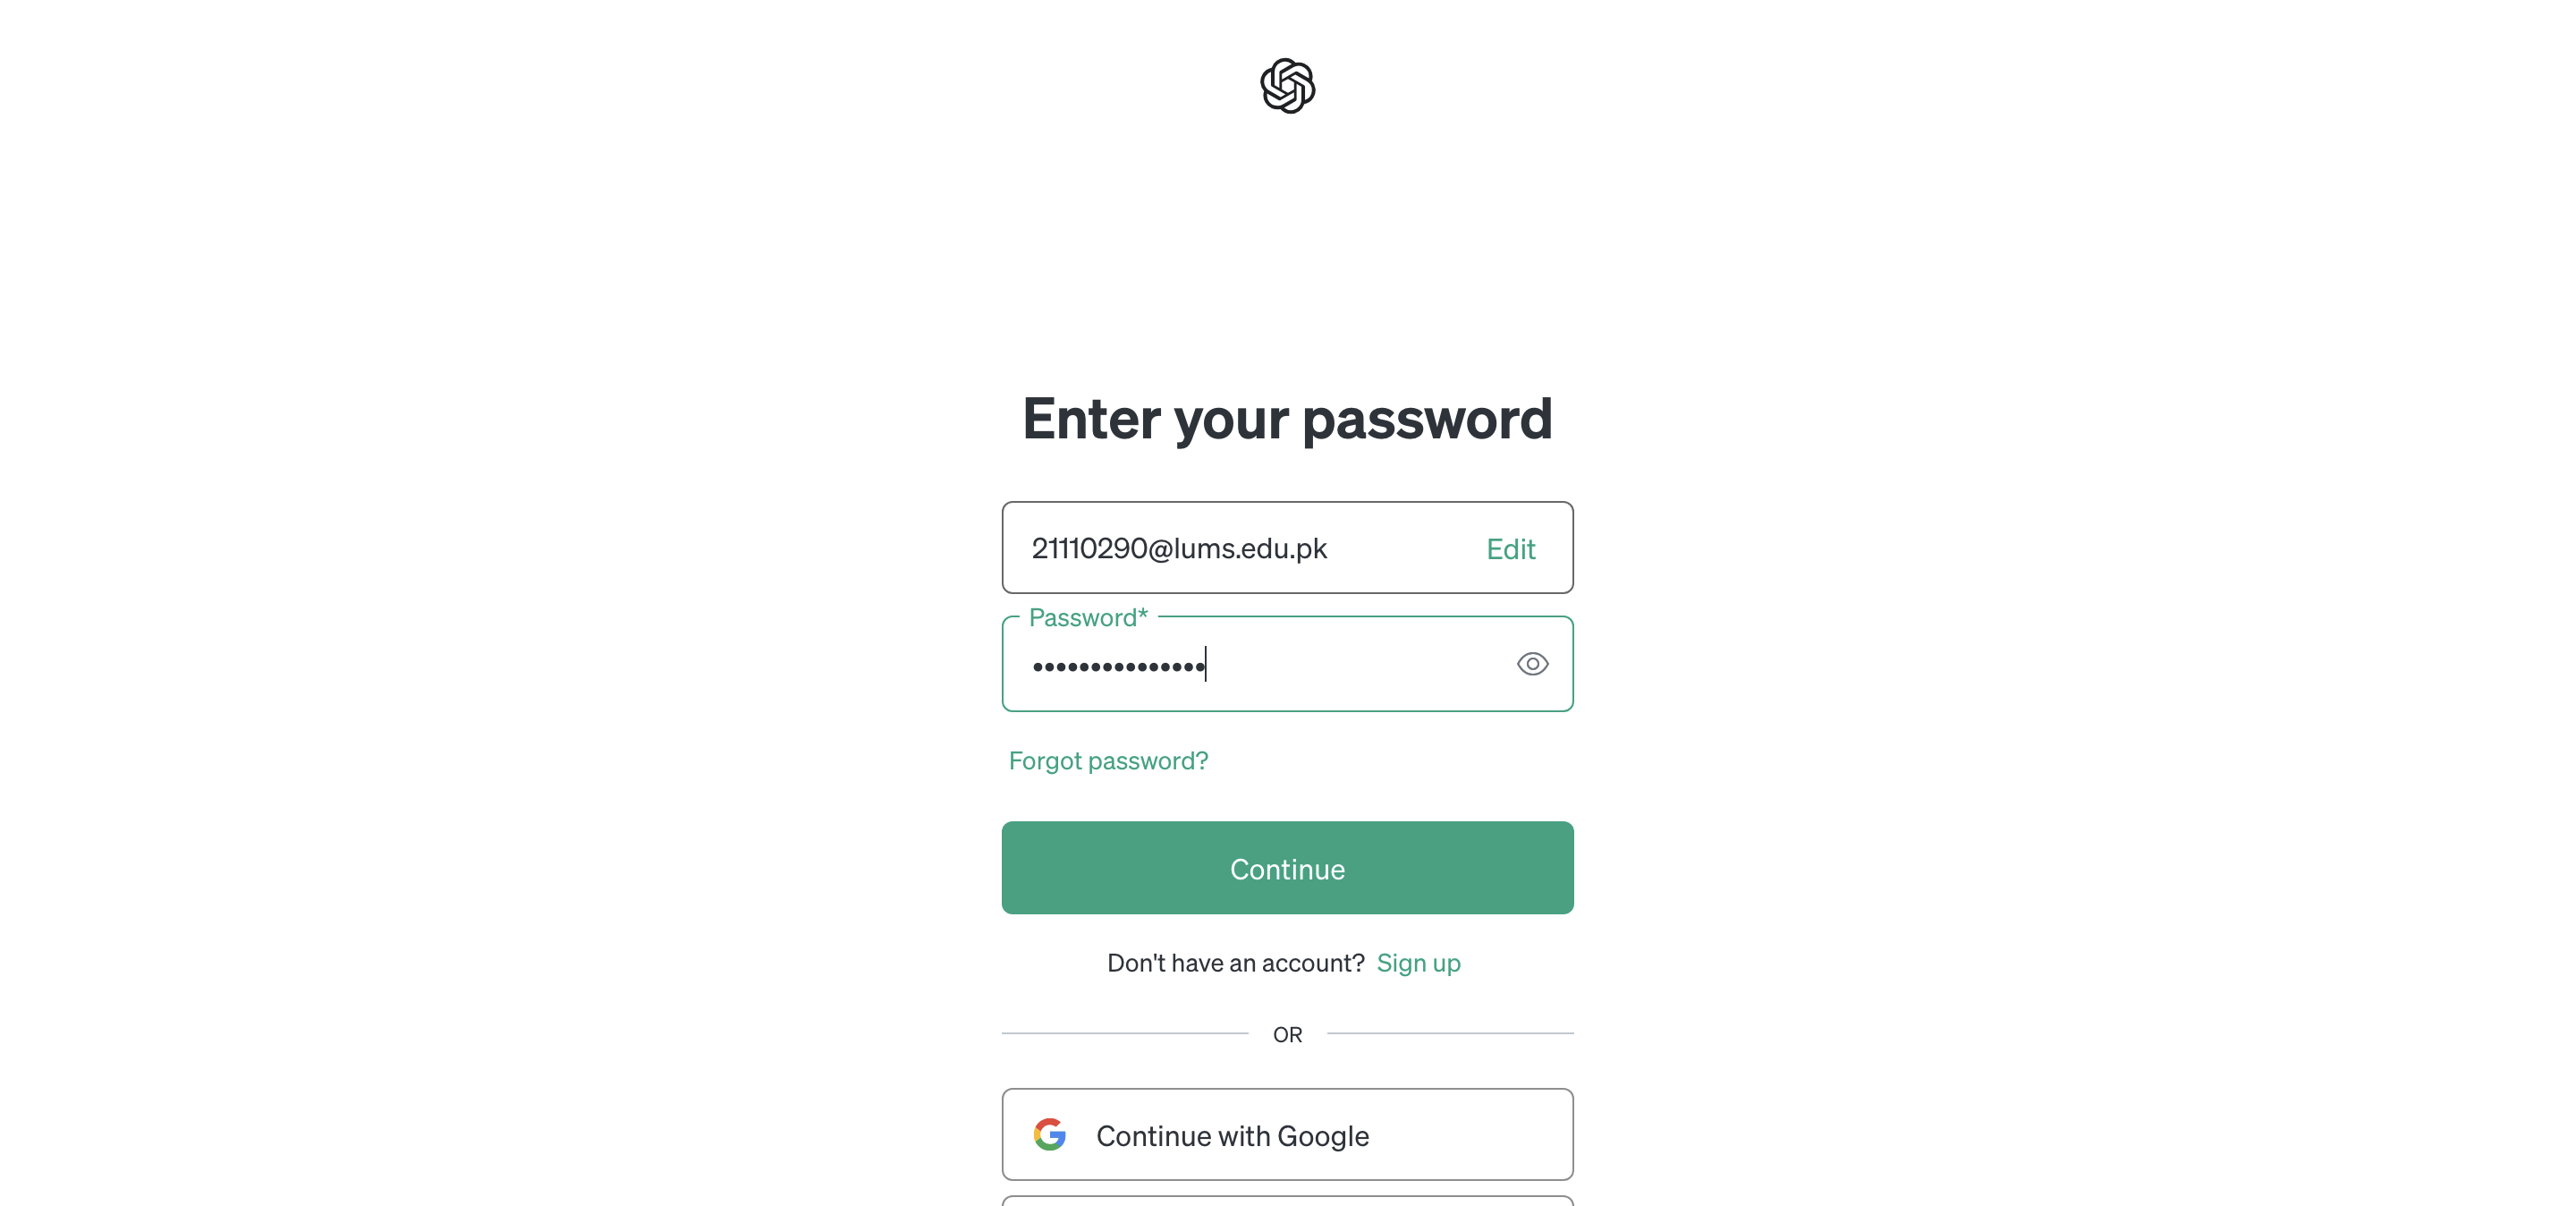 Enter your password
21110290@lums.edu.pk
Edit
Password*
•••••••••••••••
Forgot password?
Continue
Don't have an account? Sign up
OR
Continue with Google